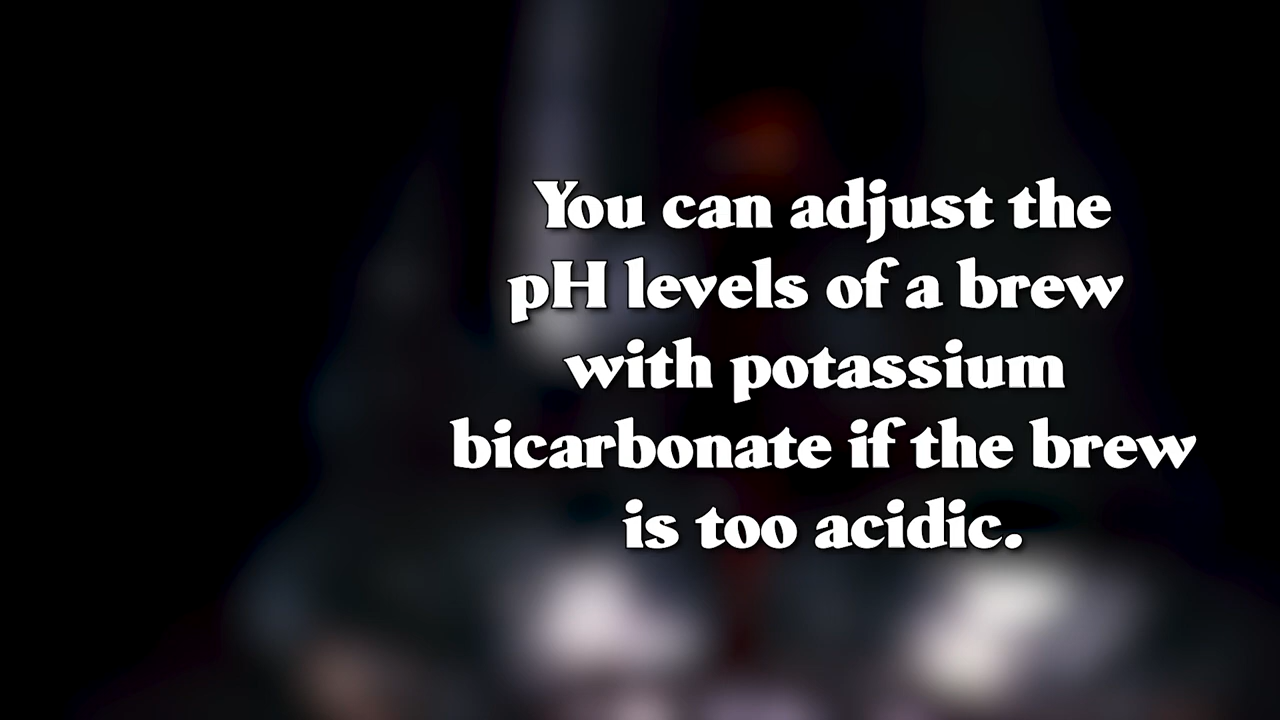 You can adjust the
pH levels of a brew
with potassium
bicarbonate if the brew
is too acidic.